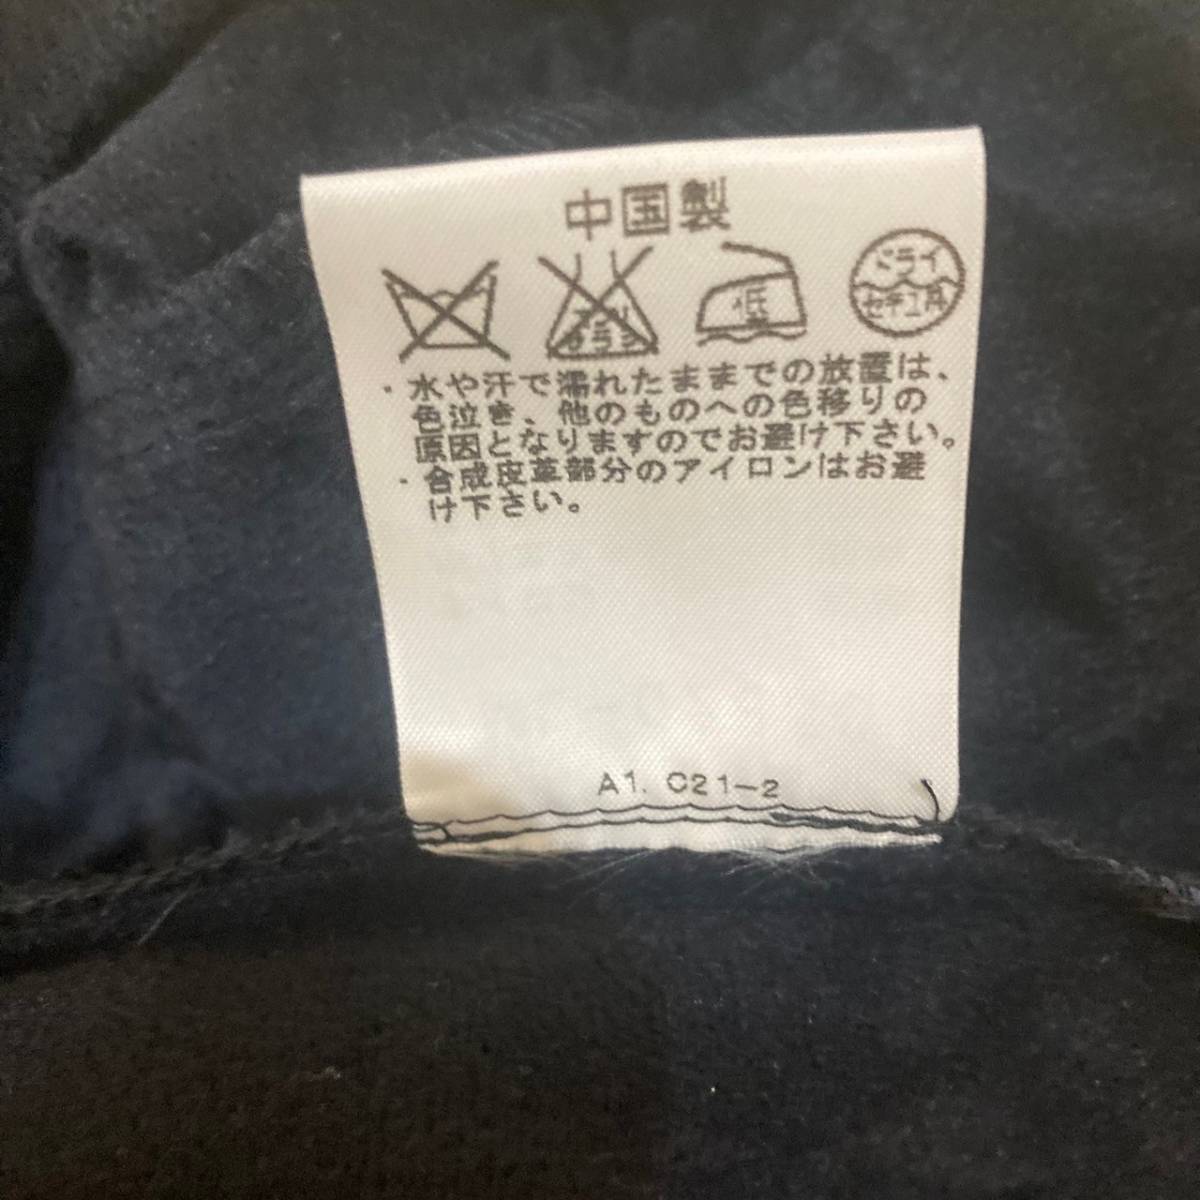 中国製
エンソ
サラシ
低
ドライ
セキユ系
・水や汗で濡れたままでの放置は、
色泣き、他のものへの色移りの
原因となりますのでお避け下さい。
・合成皮革部分のアイロンはお避
け下さい。
A1. C21-2